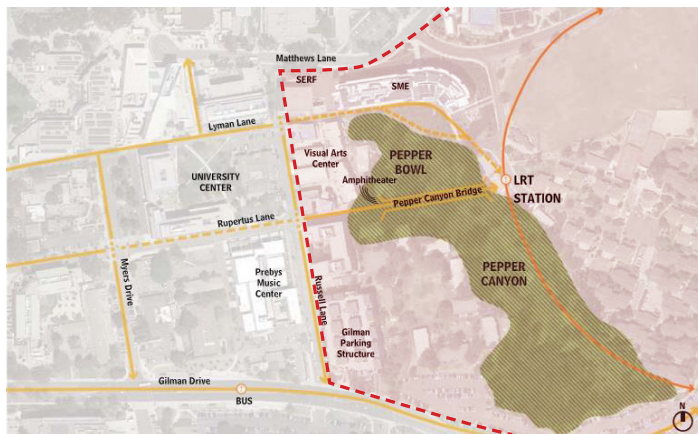 Matthews Lane
SERF
SME
Lyman Lane
Visual Arts
Center
PEPPER
BOWL
UNIVERSITY
CENTER
Amphitheater
LRT
STATION
Pepper Canyon Bridge
Rupertus Lane
Myers Drive
Prebys
Music
Center
Russell Lane
PEPPER
CANYON
Gilman
Parking
Structure
Gilman Drive
BUS
N